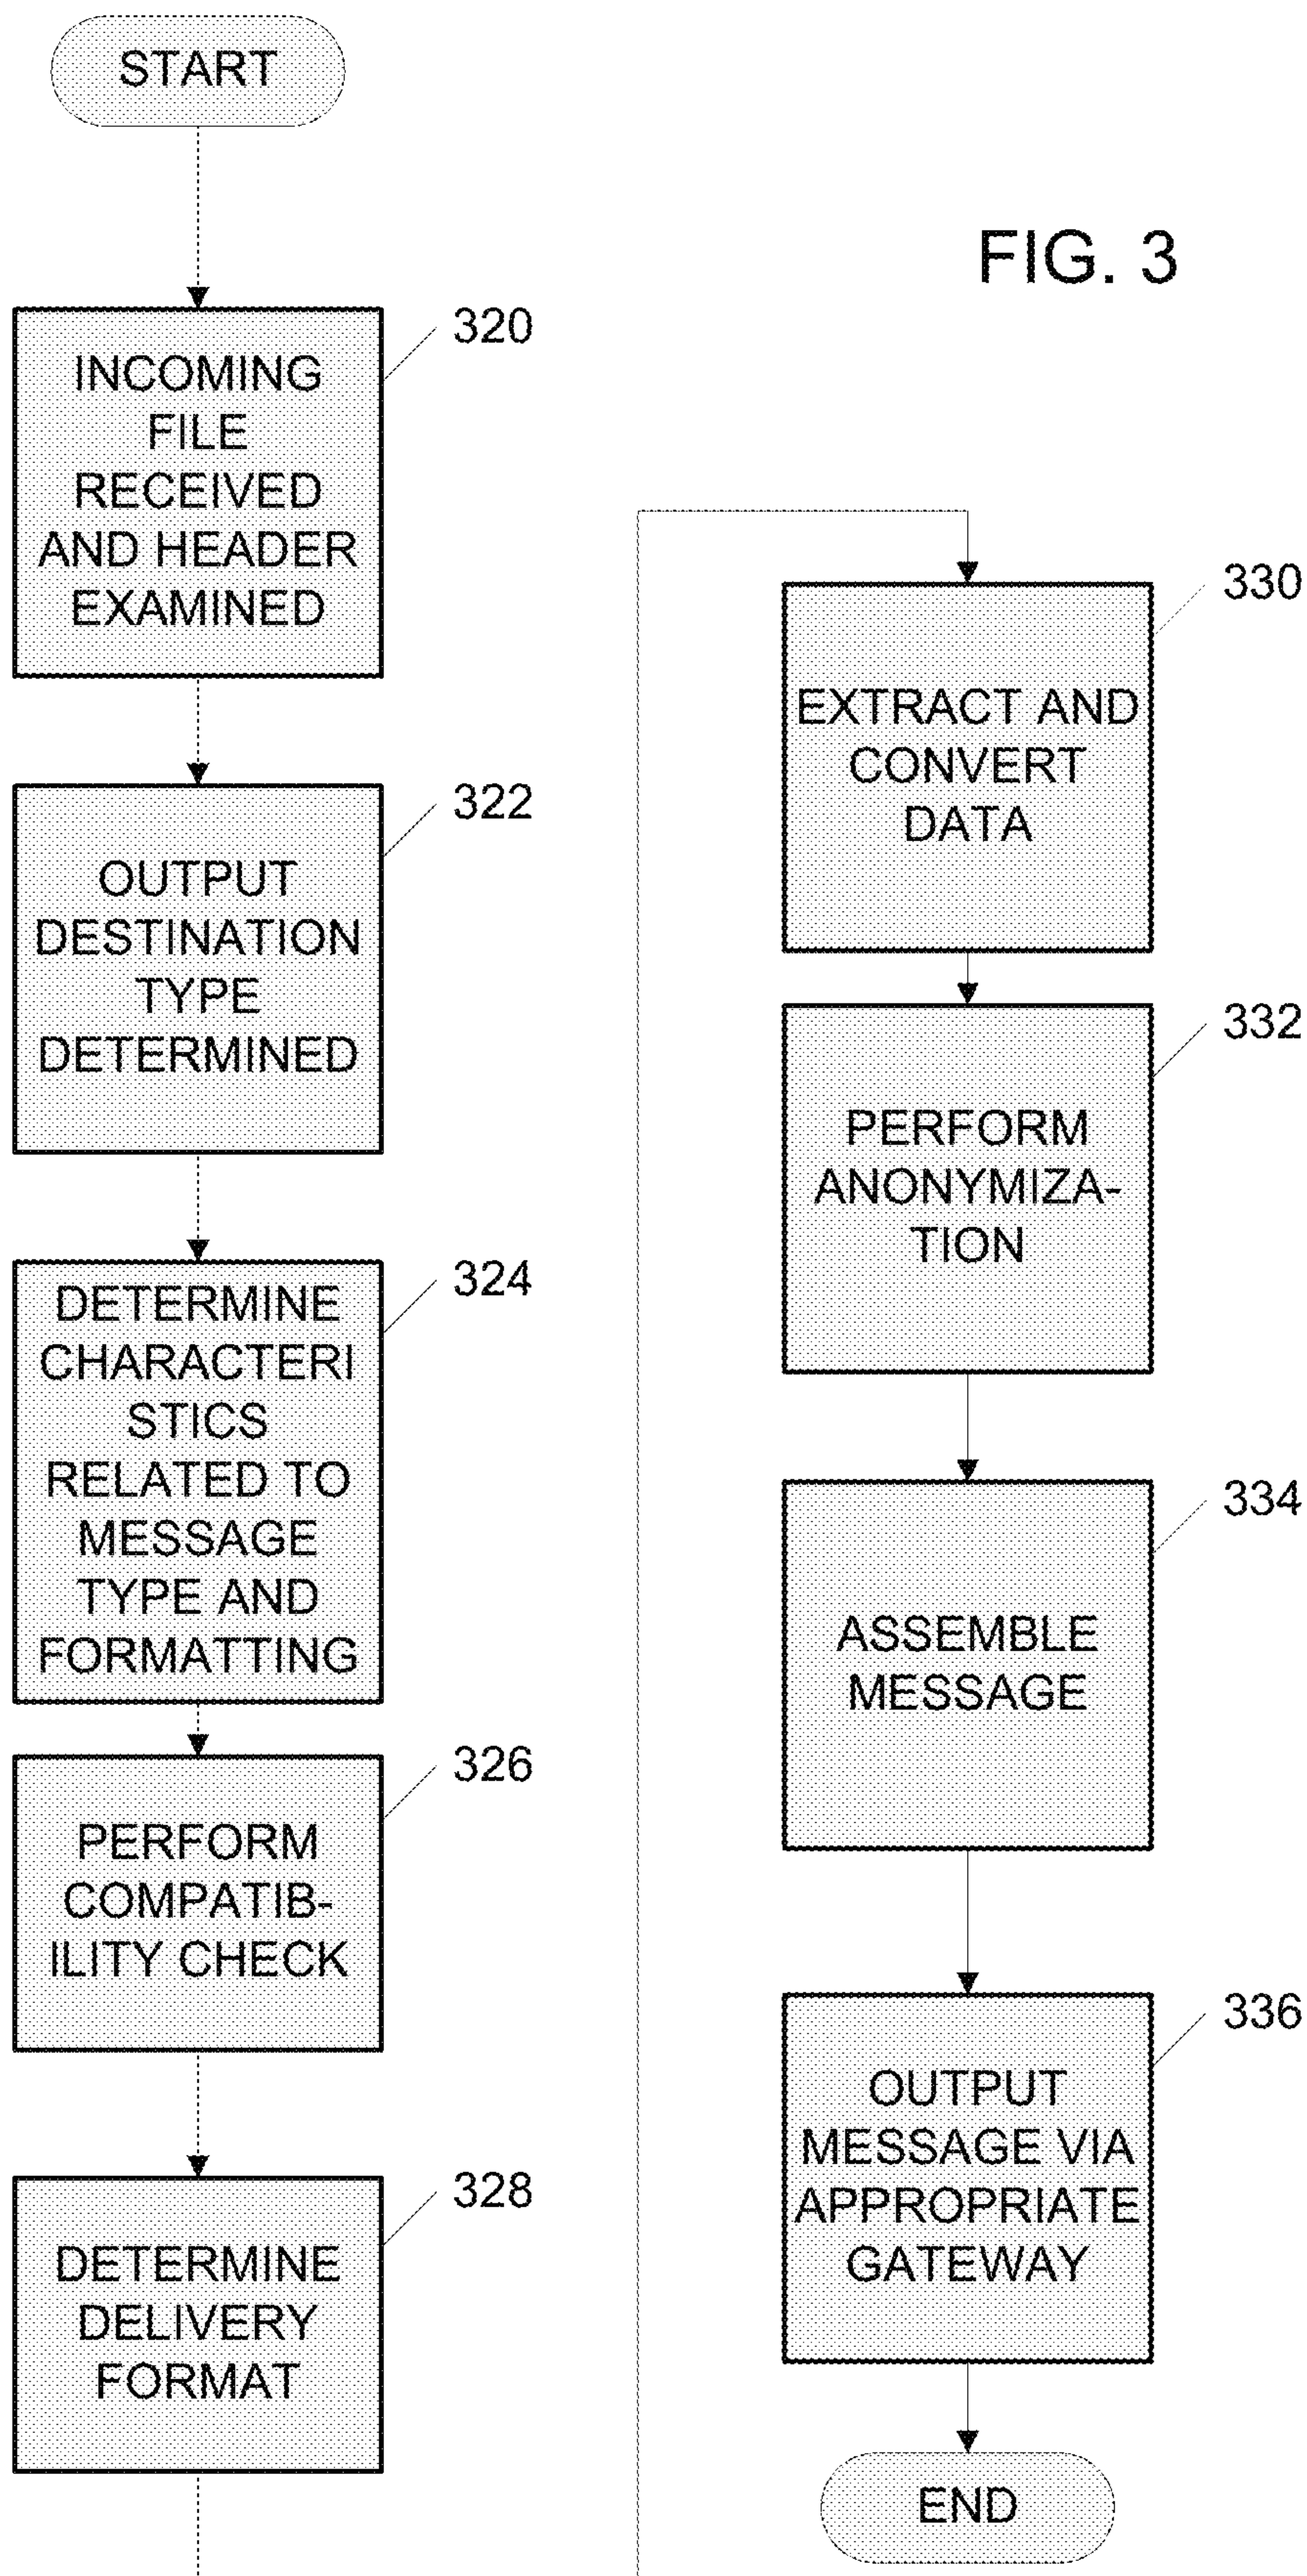 START
FIG. 3
320
INCOMING
FILE
RECEIVED
AND HEADER
EXAMINED
322
OUTPUT
DESTINATION
TYPE
DETERMINED
324
DETERMINE
CHARACTERI
STICS
RELATED TO
MESSAGE
TYPE AND
FORMATTING
326
PERFORM
COMPATIB-
ILITY CHECK
328
DETERMINE
DELIVERY
FORMAT
330
EXTRACT AND
CONVERT
DATA
332
PERFORM
ANONYMIZA-
TION
334
ASSEMBLE
MESSAGE
336
OUTPUT
MESSAGE VIA
APPROPRIATE
GATEWAY
END